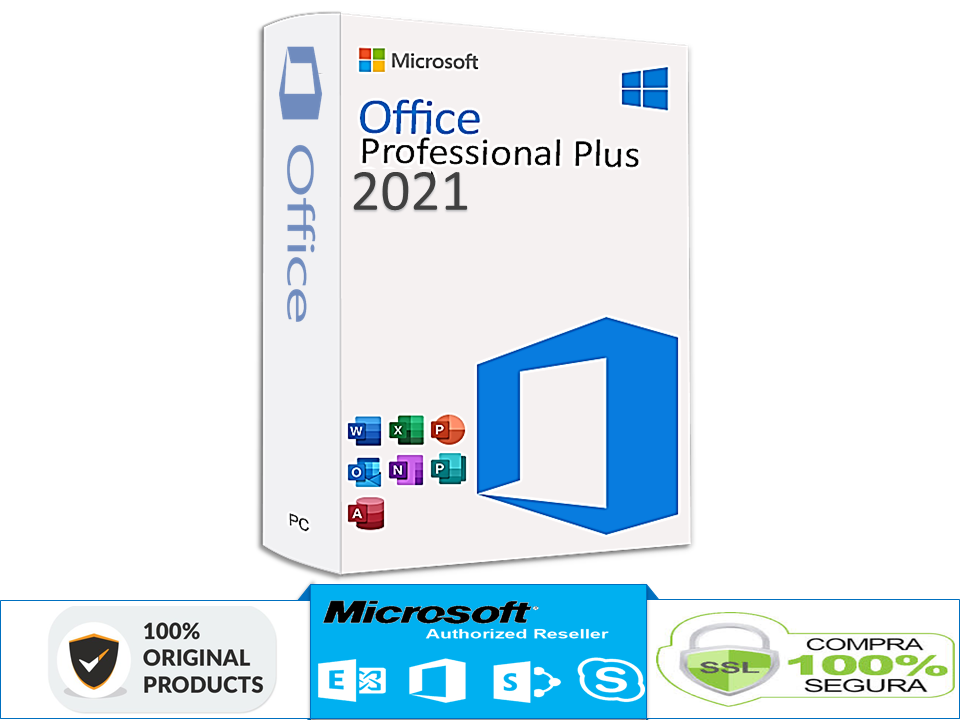 Microsoft
Office
Professional Plus
2021
Office
W
X
P
O
N
P
A
PC
100%
ORIGINAL
PRODUCTS
Microsoft
Authorized Reseller
E
S
S
SSL
COMPRA
100%
SEGURA